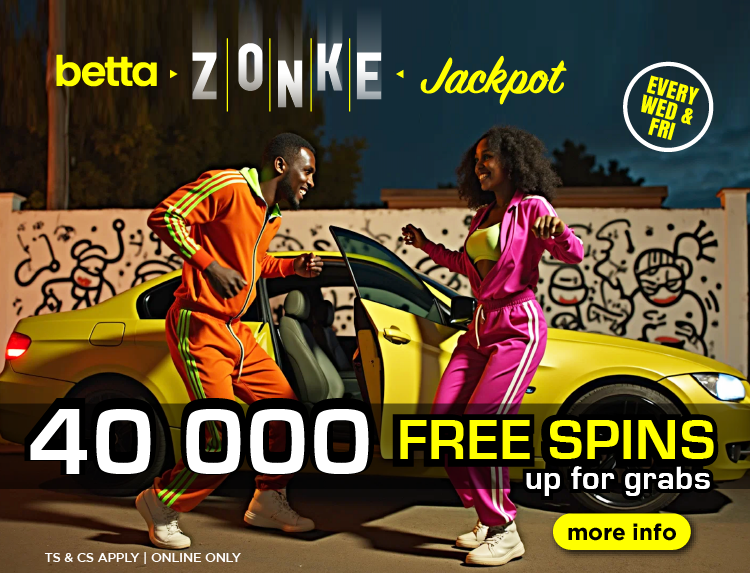 betta ZONKE Jackpot
EVERY
WED &
FRI
40 000 FREE SPINS
up for grabs
more info
TS & CS APPLY | ONLINE ONLY